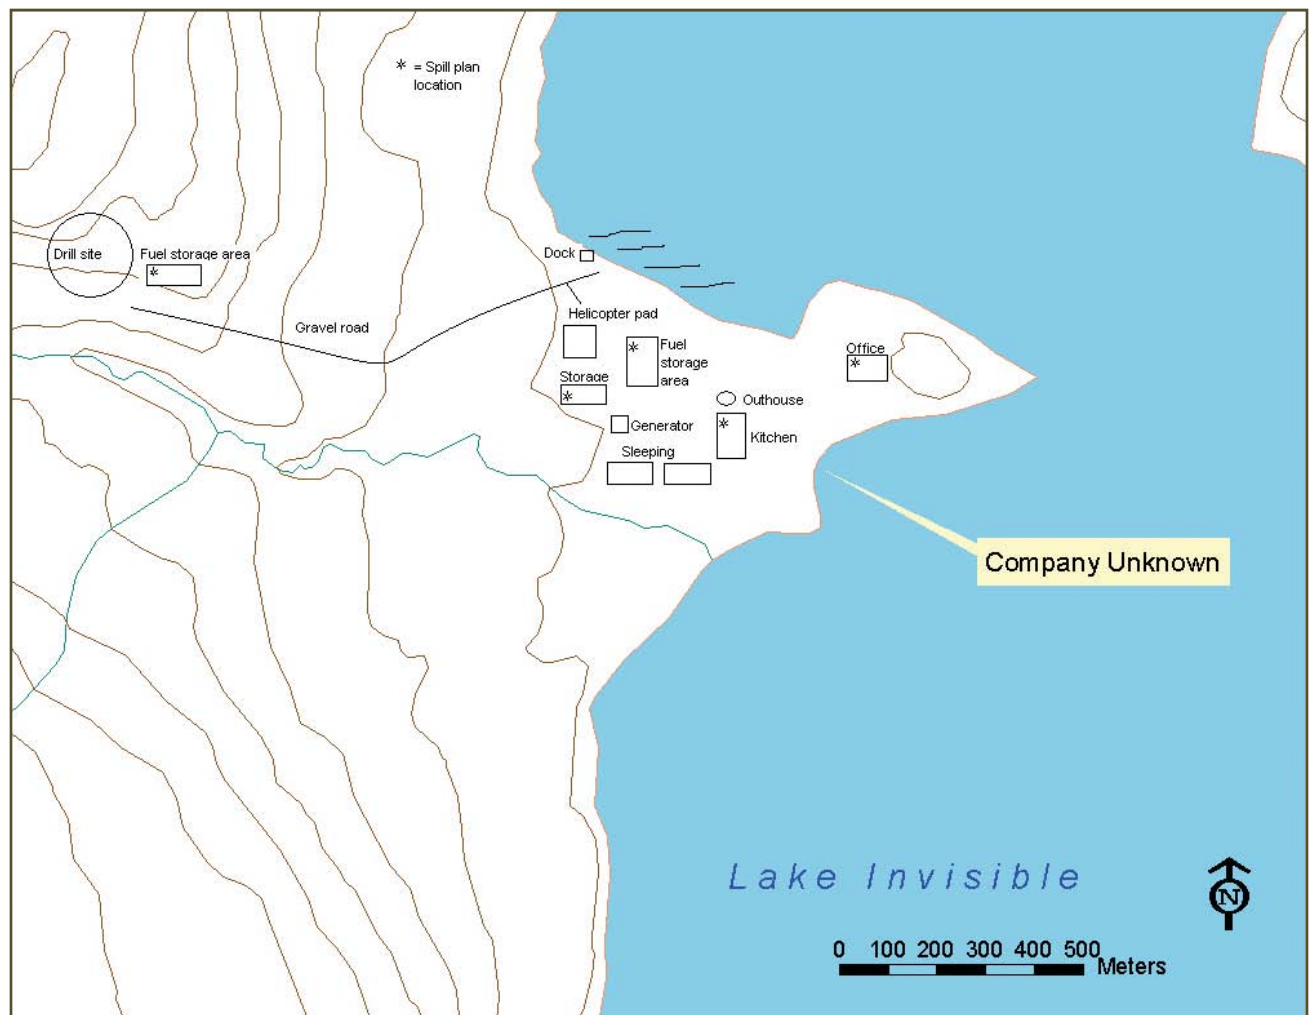 * = Spill plan
location
Drill site
Fuel storage area
*
Dock
Gravel road
Helicopter pad
*
Fuel
storage
area
Office
*
Storage
*
Outhouse
Generator
*
Kitchen
Sleeping
Company Unknown
Lake Invisible
N
0 100 200 300 400 500
Meters